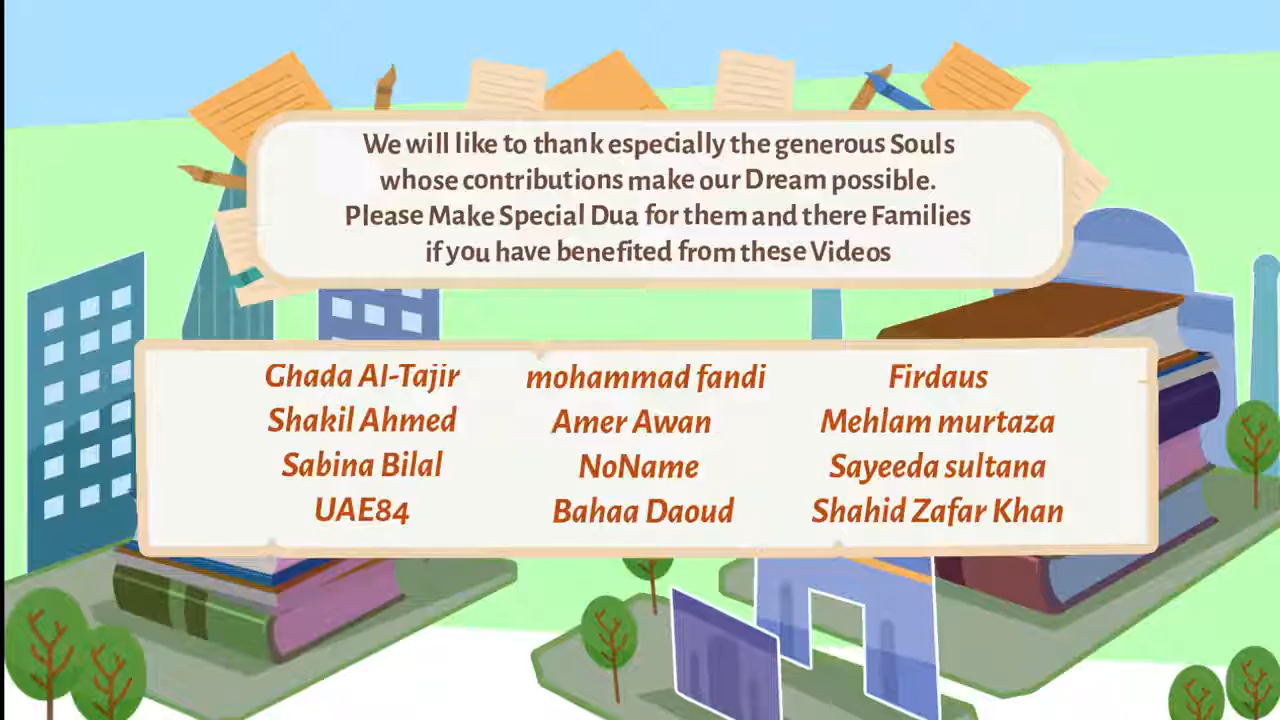 We will like to thank especially the generous Souls
whose contributions make our Dream possible.
Please Make Special Dua for them and there Families
if you have benefited from these Videos
Ghada Al-Tajir mohammad fandi Firdaus
Shakil Ahmed Amer Awan Mehlam murtaza
Sabina Bilal NoName Sayeeda sultana
UAE84 Bahaa Daoud Shahid Zafar Khan